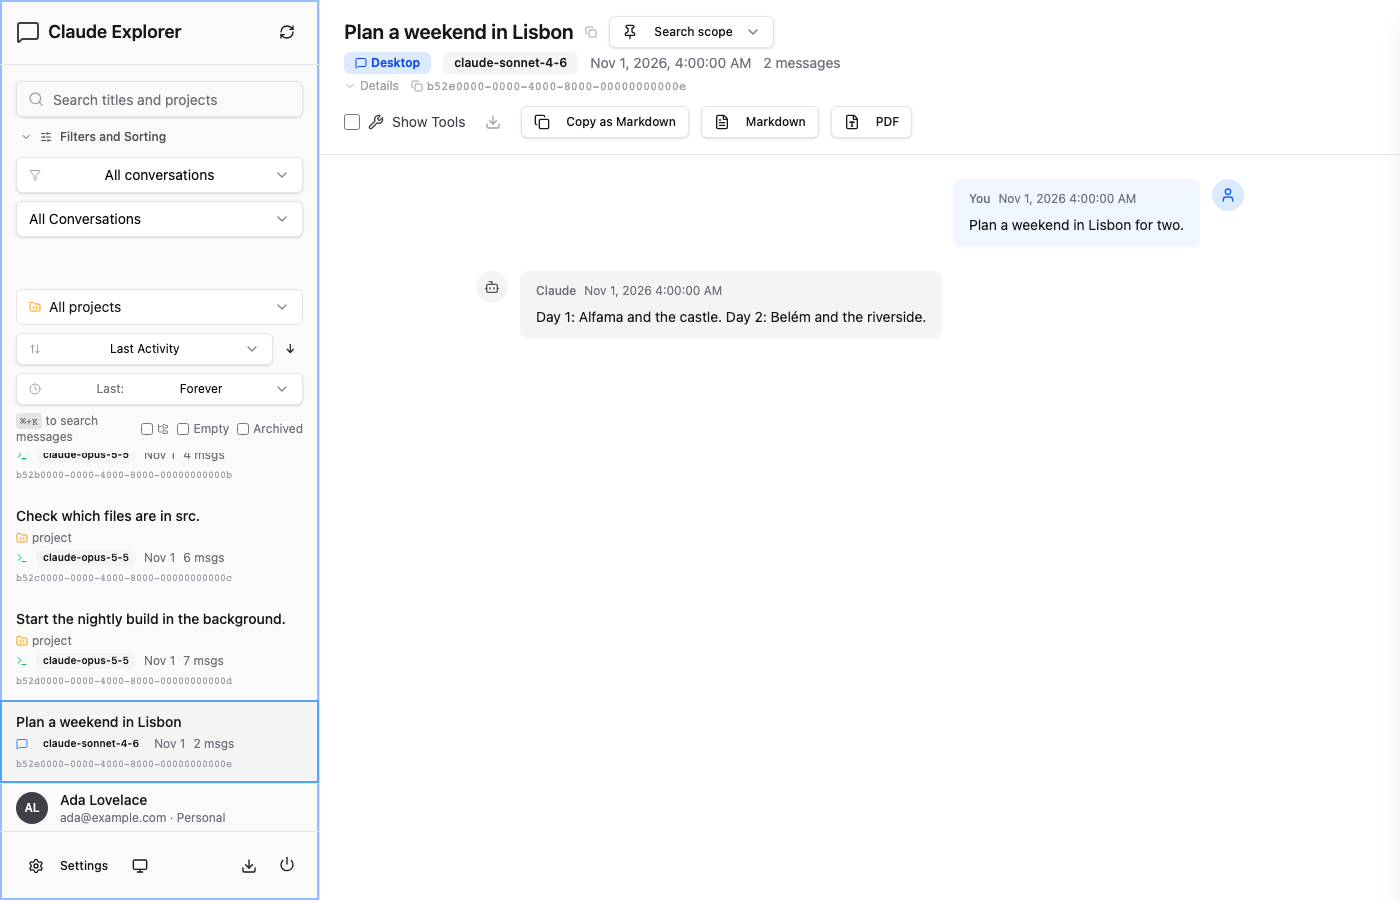 Claude Explorer
Search titles and projects
Filters and Sorting
All conversations
All Conversations
All projects
Last Activity
Last: Forever
⌘+K to search messages
Empty
Archived
claude-opus-5-5 Nov 1 4 msgs
b52b0000-0000-4000-8000-00000000000b
Check which files are in src.
project
claude-opus-5-5 Nov 1 6 msgs
b52c0000-0000-4000-8000-00000000000c
Start the nightly build in the background.
project
claude-opus-5-5 Nov 1 7 msgs
b52d0000-0000-4000-8000-00000000000d
Plan a weekend in Lisbon
claude-sonnet-4-6 Nov 1 2 msgs
b52e0000-0000-4000-8000-00000000000e
AL
Ada Lovelace
ada@example.com · Personal
Settings
Plan a weekend in Lisbon
Search scope
Desktop claude-sonnet-4-6 Nov 1, 2026, 4:00:00 AM 2 messages
Details b52e0000-0000-4000-8000-00000000000e
Show Tools
Copy as Markdown
Markdown
PDF
You Nov 1, 2026 4:00:00 AM
Plan a weekend in Lisbon for two.
Claude Nov 1, 2026 4:00:00 AM
Day 1: Alfama and the castle. Day 2: Belém and the riverside.